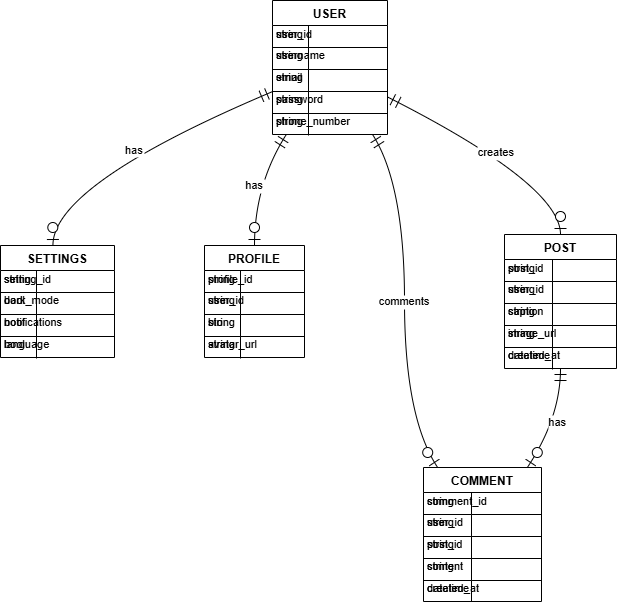 USER
string user_id
string username
string email
string password
string phone_number
has
creates
has
SETTINGS
string setting_id
bool dark_mode
bool notifications
language
PROFILE
string profile_id
string user_id
string bio
string avatar_url
POST
string post_id
string user_id
string caption
string image_url
datetime created_at
comments
has
COMMENT
string comment_id
string user_id
string post_id
string content
datetime created_at